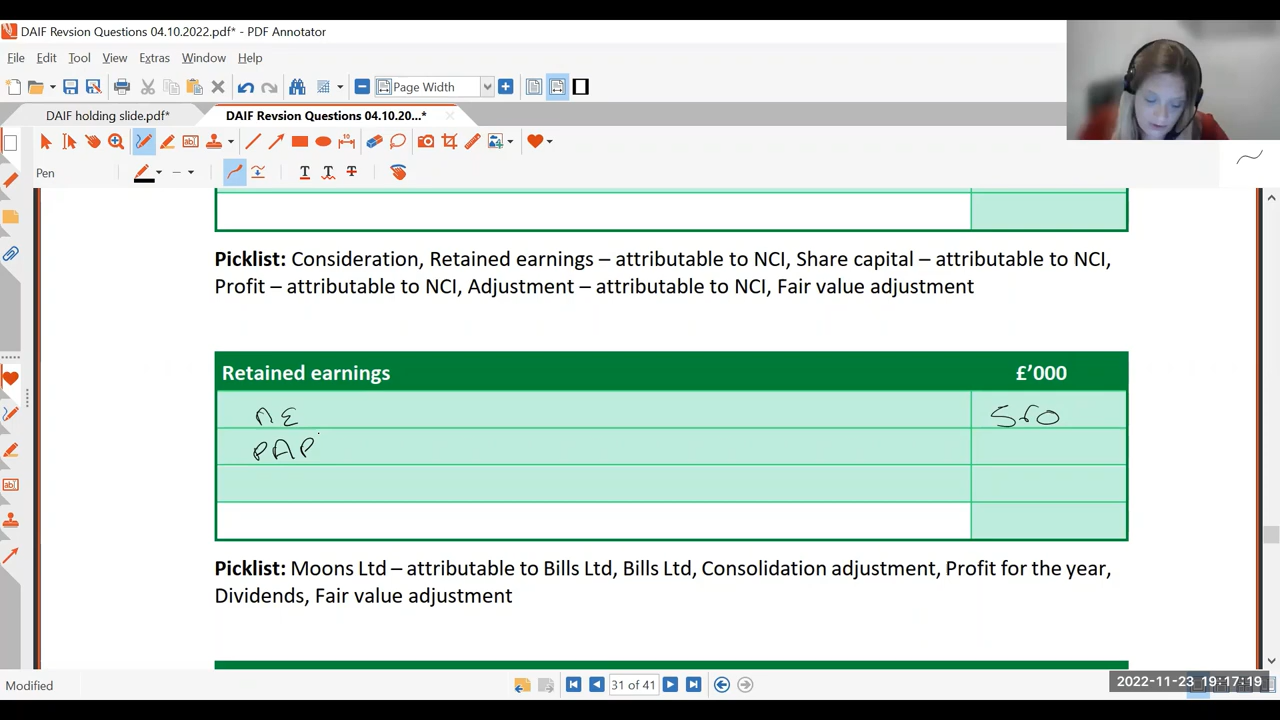 DAIF Revsion Questions 04.10.2022.pdf* - PDF Annotator
File Edit Tool View Extras Window Help
Page Width
DAIF holding slide.pdf* DAIF Revsion Questions 04.10.20...*
Pen
Picklist: Consideration, Retained earnings – attributable to NCI, Share capital – attributable to NCI,
Profit – attributable to NCI, Adjustment – attributable to NCI, Fair value adjustment
Retained earnings £'000
PAP
Picklist: Moons Ltd – attributable to Bills Ltd, Bills Ltd, Consolidation adjustment, Profit for the year,
Dividends, Fair value adjustment
Modified 31 of 41 2022-11-23 19:17:19